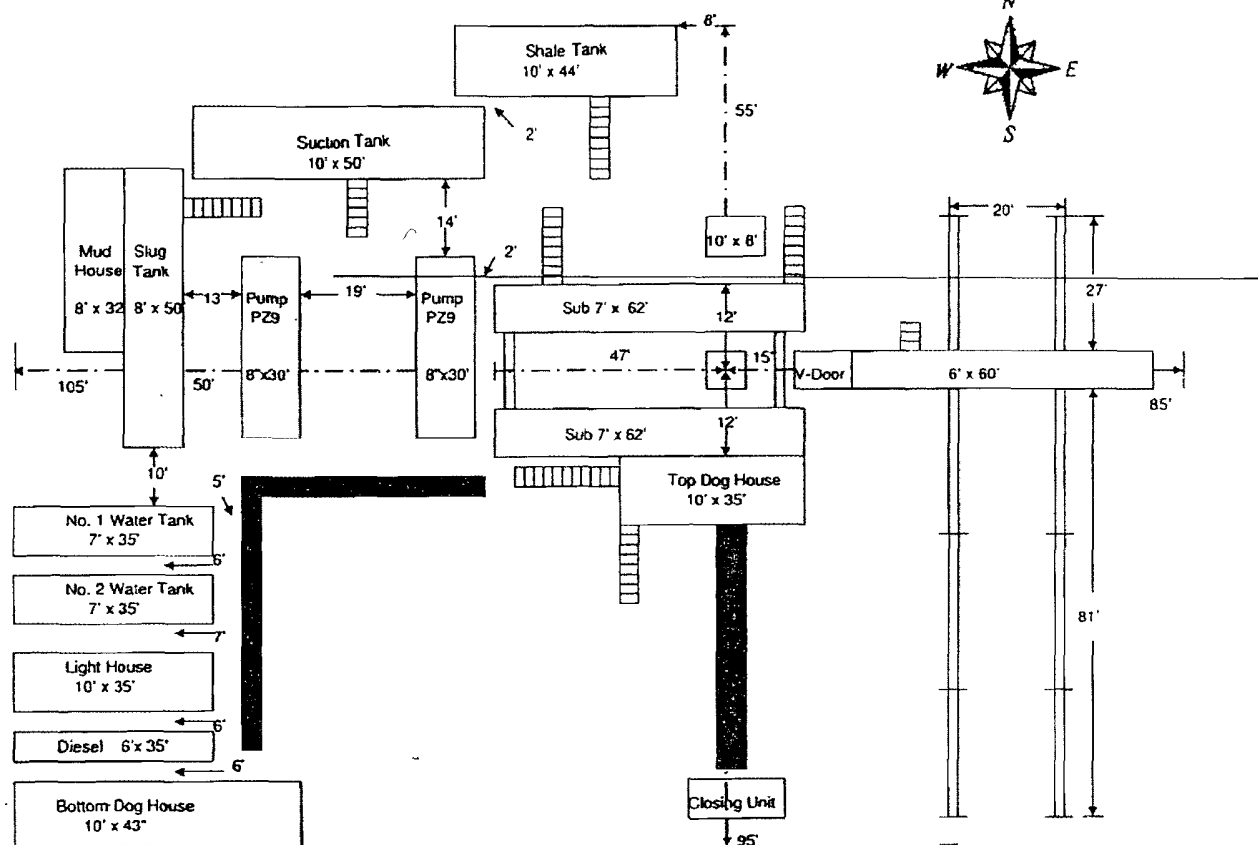 N
W E
S
8'
Shale Tank
10' x 44'
55'
2'
Suction Tank
10' x 50'
14'
2'
10' x 8'
20'
27'
Mud House
8' x 32'
Slug Tank
8' x 50'
13'
Pump
PZ9
8"x30'
19'
Pump
PZ9
8"x30'
Sub 7' x 62'
12'
47'
15'
V-Door
6' x 60'
85'
105'
50'
Sub 7' x 62'
12'
10'
5'
Top Dog House
10' x 35'
No. 1 Water Tank
7' x 35'
6'
No. 2 Water Tank
7' x 35'
7'
81'
Light House
10' x 35'
6'
Diesel 6'x 35'
6'
Bottom Dog House
10' x 43"
Closing Unit
95'